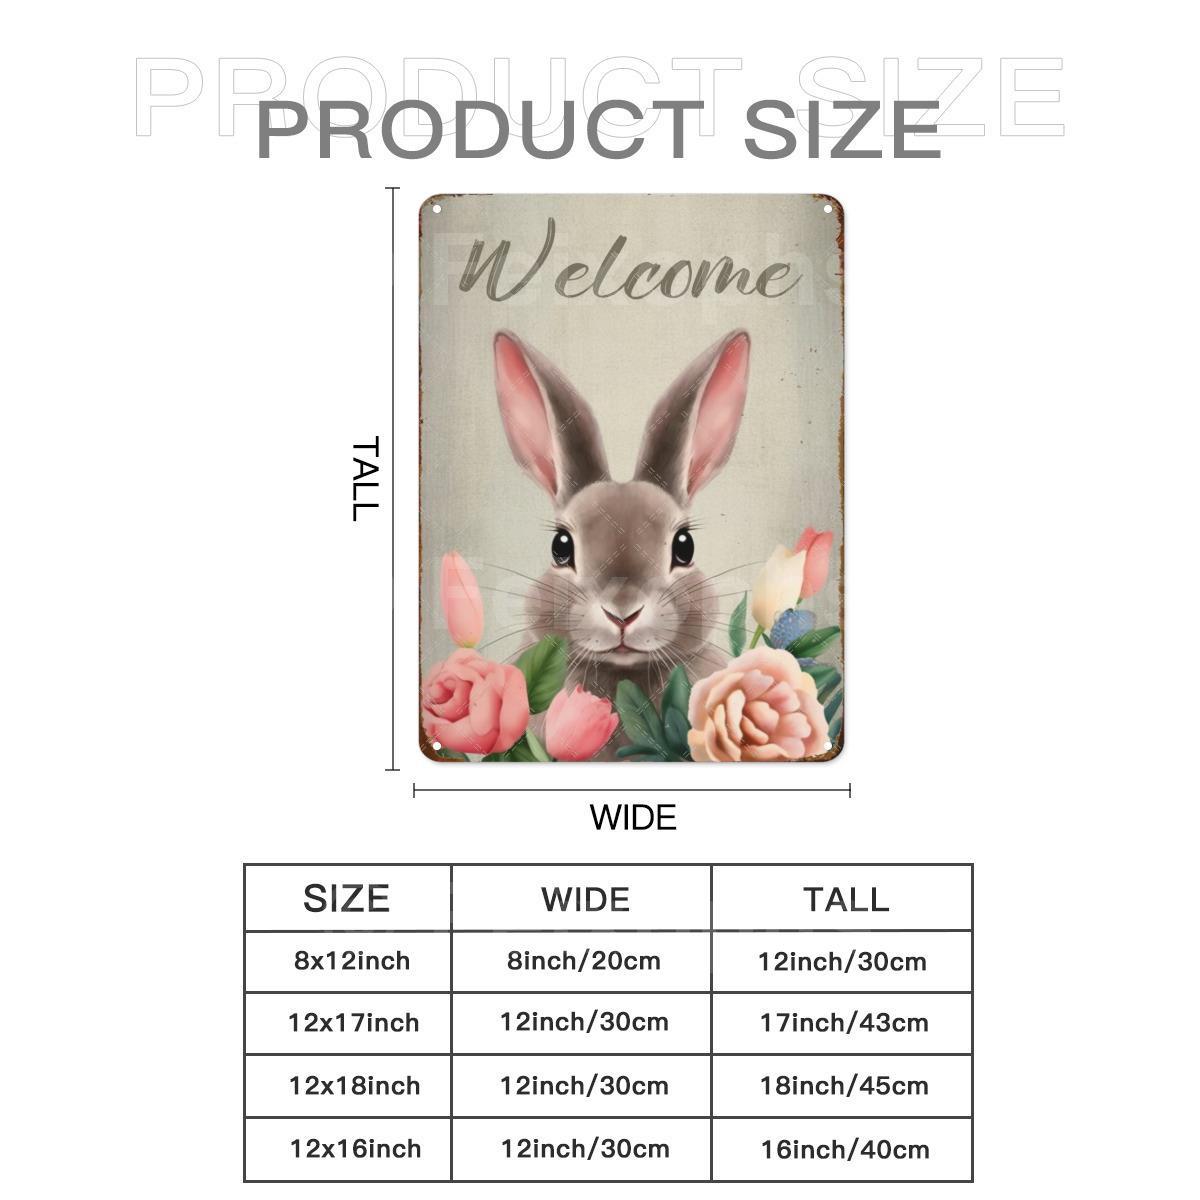 PRODUCT SIZE
PRODUCT SIZE
Welcome
TALL
WIDE
SIZE WIDE TALL
8x12inch 8inch/20cm 12inch/30cm
12x17inch 12inch/30cm 17inch/43cm
12x18inch 12inch/30cm 18inch/45cm
12x16inch 12inch/30cm 16inch/40cm